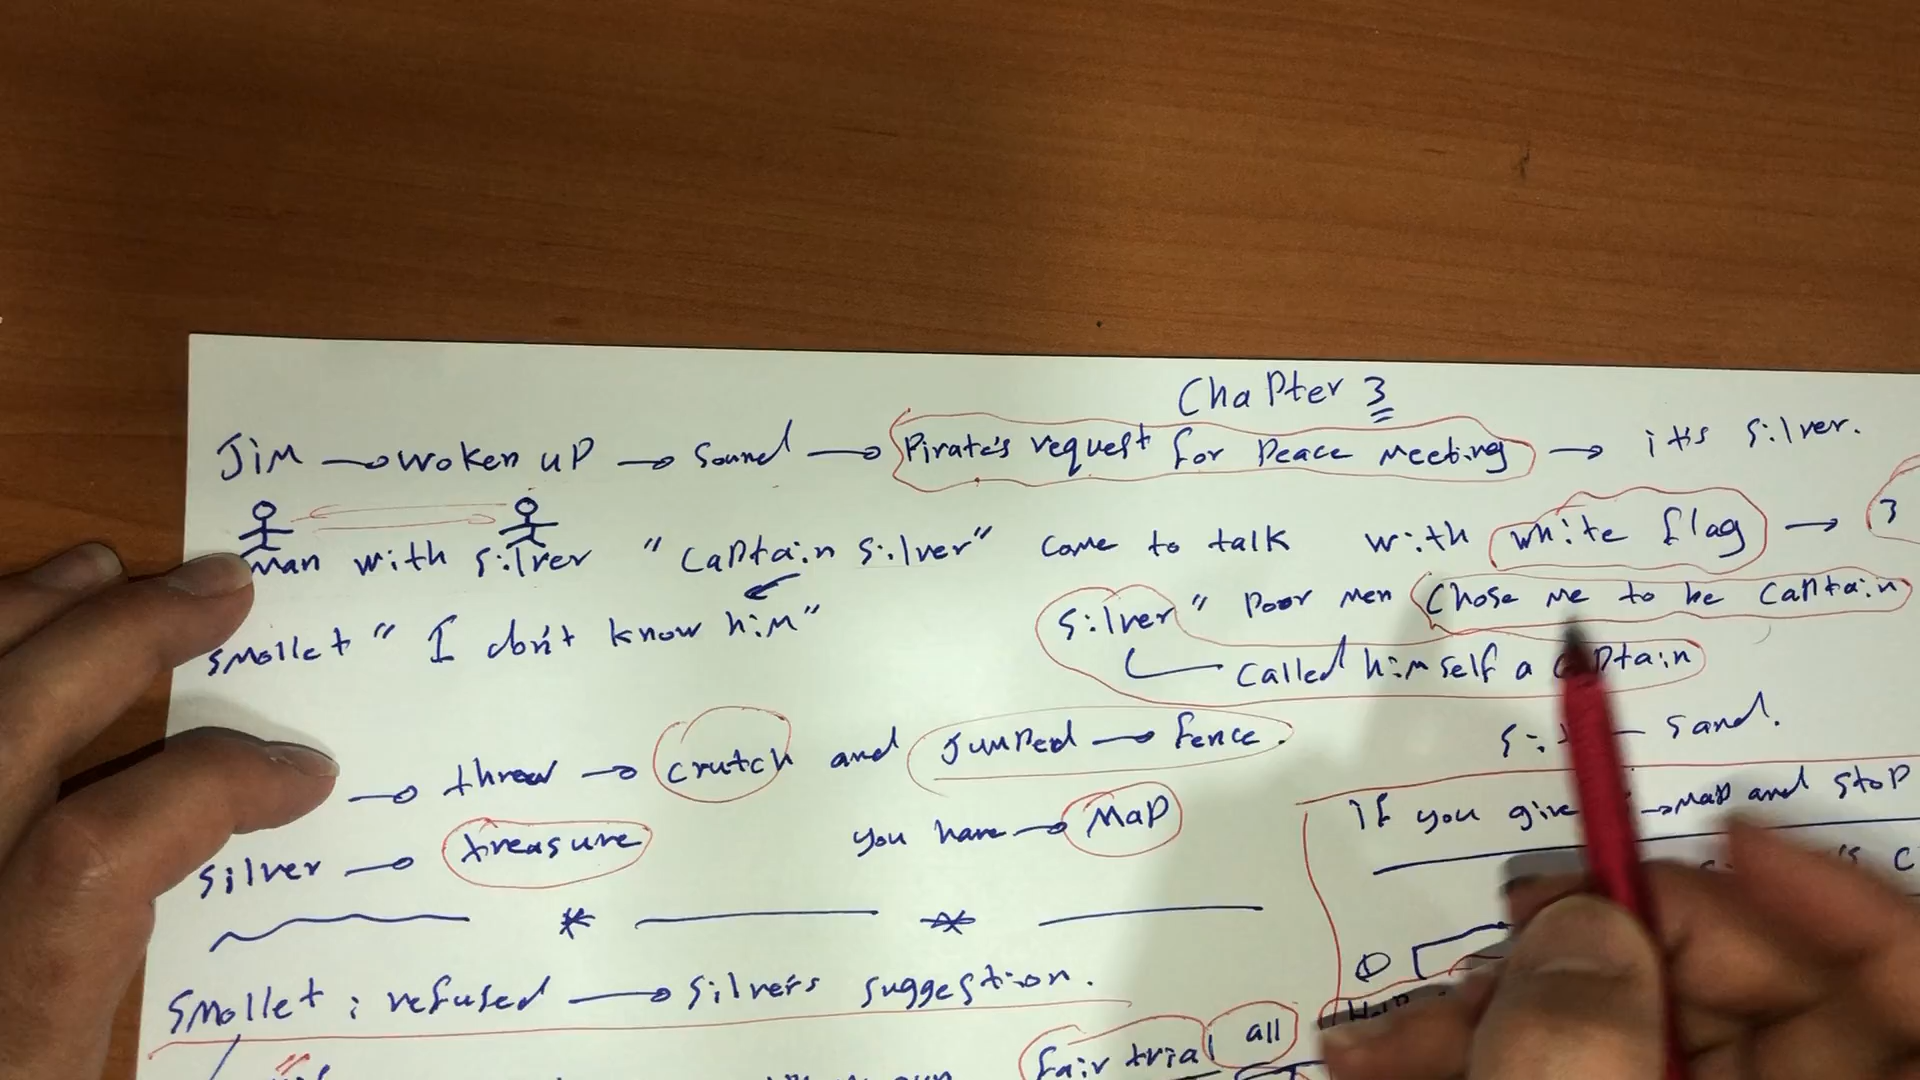 Chapter 3
Jim → woken up → sound → Pirate's request for Peace Meeting → it's silver.
man with silver "Captain silver" come to talk with white flag → 3
smollet "I don't know him"
silver " Poor men chose me to be captain
called himself a captain
→ threw → crutch and Jumped → fence.
sand.
silver → treasure you have → Map
If you give → map and stop
* *
smollet : refused → silver's suggestion.
fair trial all